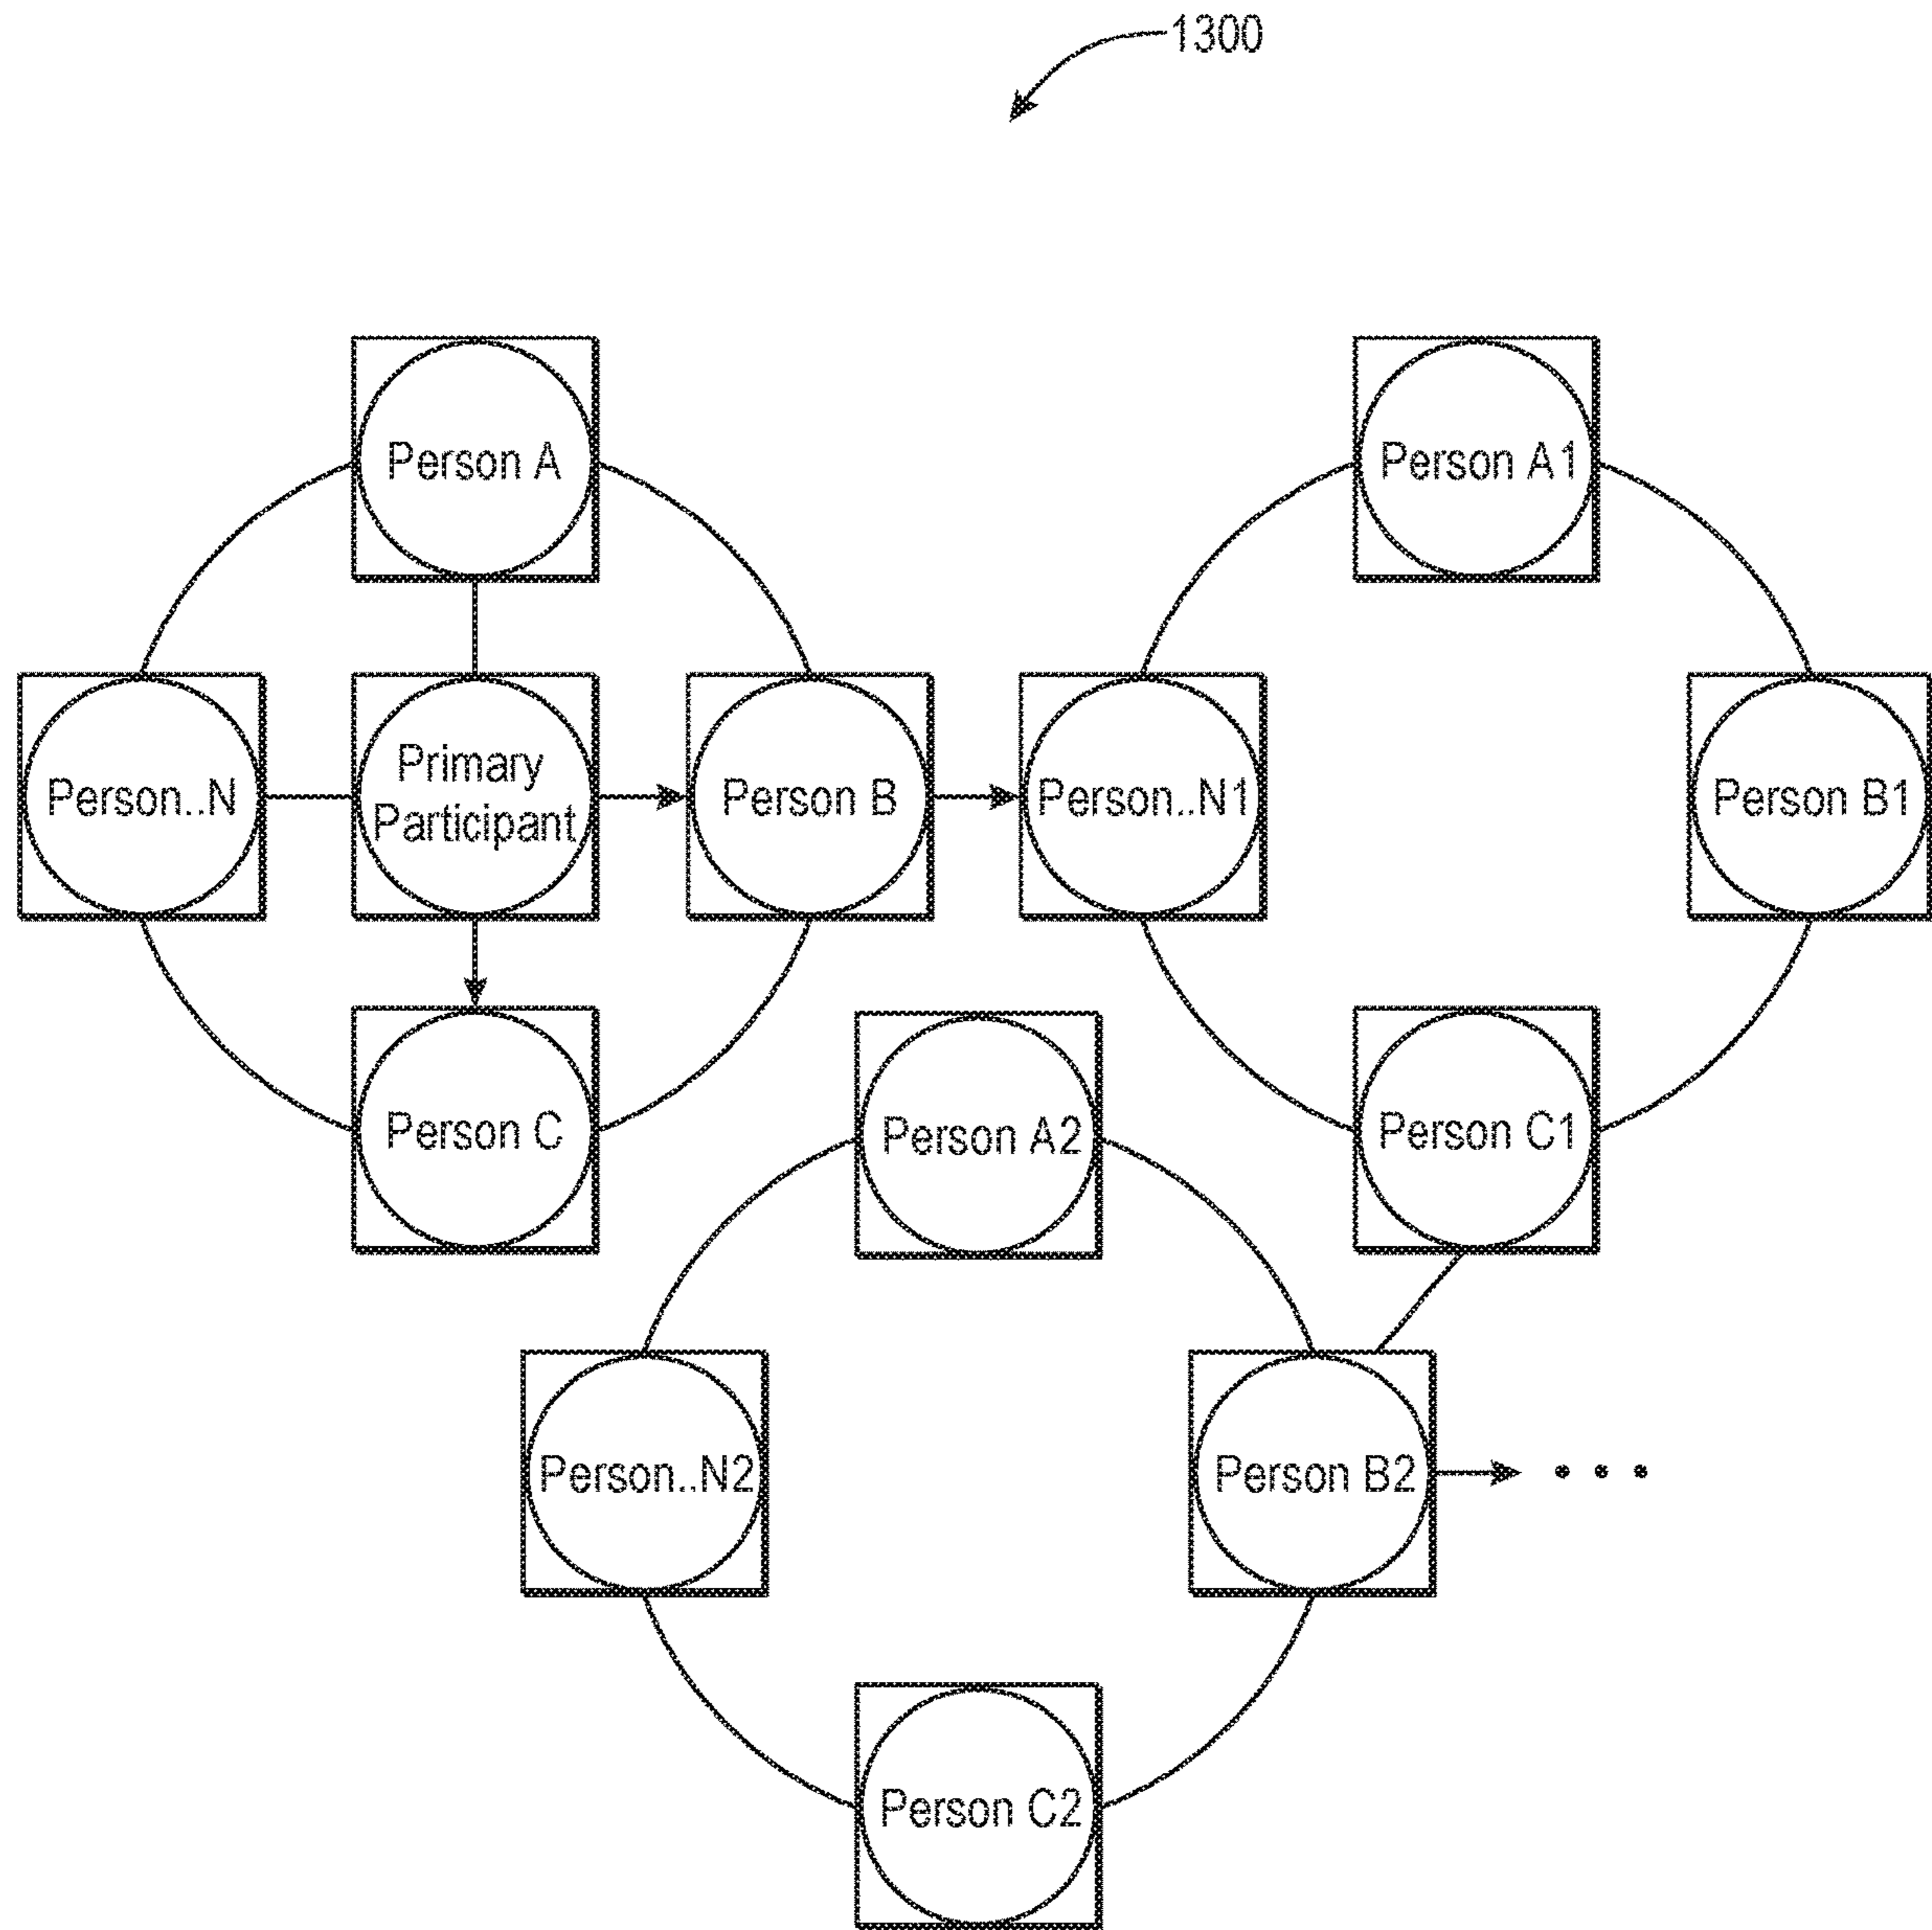 1300
Person A
Person A1
Person..N
Primary
Participant
Person B
Person..N1
Person B1
Person C
Person A2
Person C1
Person..N2
Person B2
• • •
Person C2